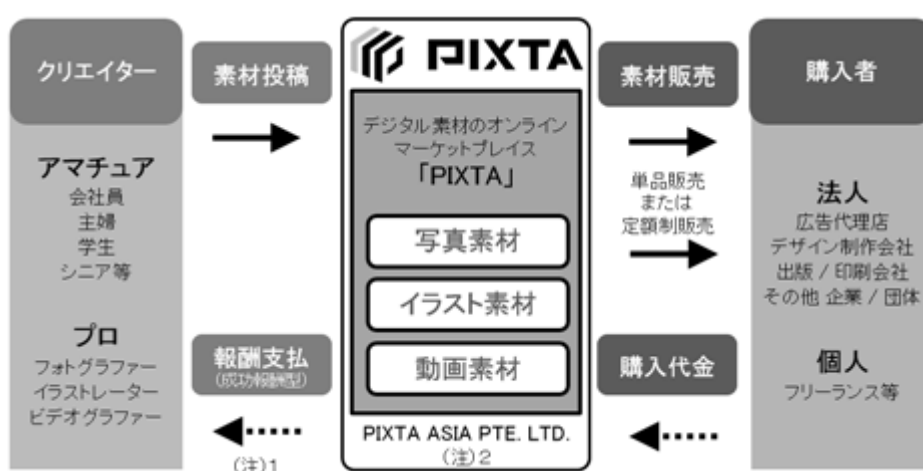 クリエイター
アマチュア
会社員
主婦
学生
シニア等
プロ
フォトグラファー
イラストレーター
ビデオグラファー
素材投稿
報酬支払
(成功報酬型)
(注)1
PIXTA
デジタル素材のオンライン
マーケットプレイス
「PIXTA」
写真素材
イラスト素材
動画素材
PIXTA ASIA PTE. LTD.
(注)2
素材販売
単品販売
または
定額制販売
購入代金
購入者
法人
広告代理店
デザイン制作会社
出版 / 印刷会社
その他 企業 / 団体
個人
フリーランス等